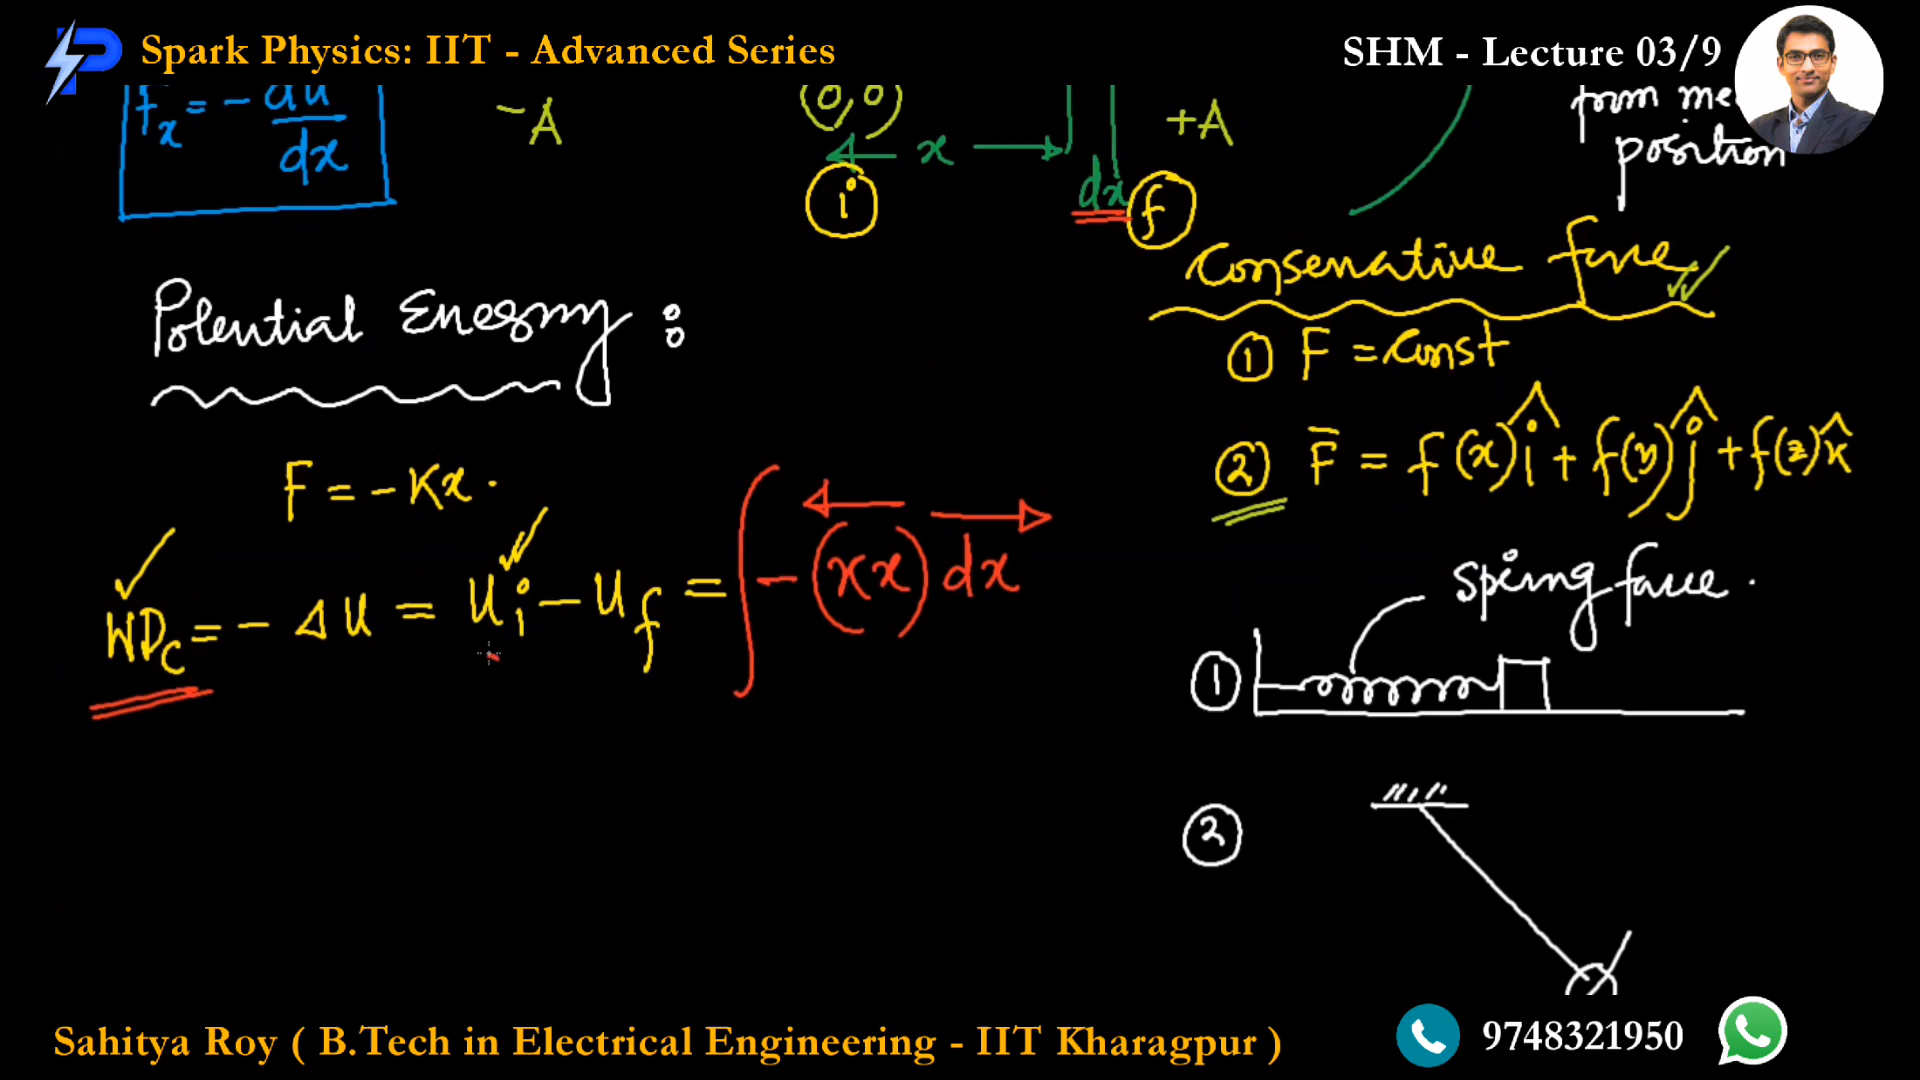 Spark Physics: IIT - Advanced Series
SHM - Lecture 03/9
Fx = - du/dx
-A
(0,0)
x
+A
dx
i
f
from me
position
Conservative force
Potential Energy :
① F = Const
② F̅ = f(x)î + f(y)ĵ + f(z)k̂
F = -Kx.
WDc = - ΔU = Ui - Uf = ∫ - (Kx) dx
Spring force.
①
②
Sahitya Roy ( B.Tech in Electrical Engineering - IIT Kharagpur )
9748321950